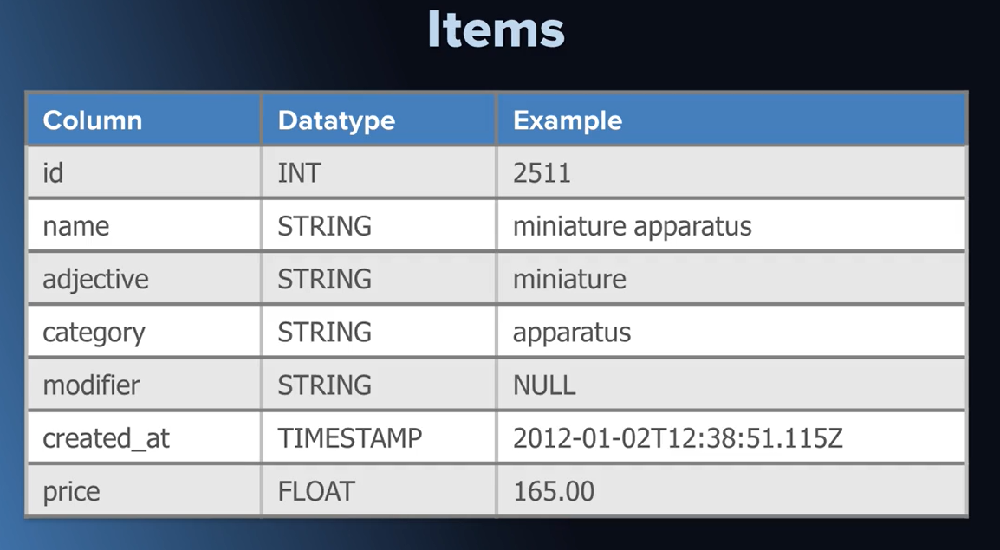 Items
Column Datatype Example
id INT 2511
name STRING miniature apparatus
adjective STRING miniature
category STRING apparatus
modifier STRING NULL
created_at TIMESTAMP 2012-01-02T12:38:51.115Z
price FLOAT 165.00